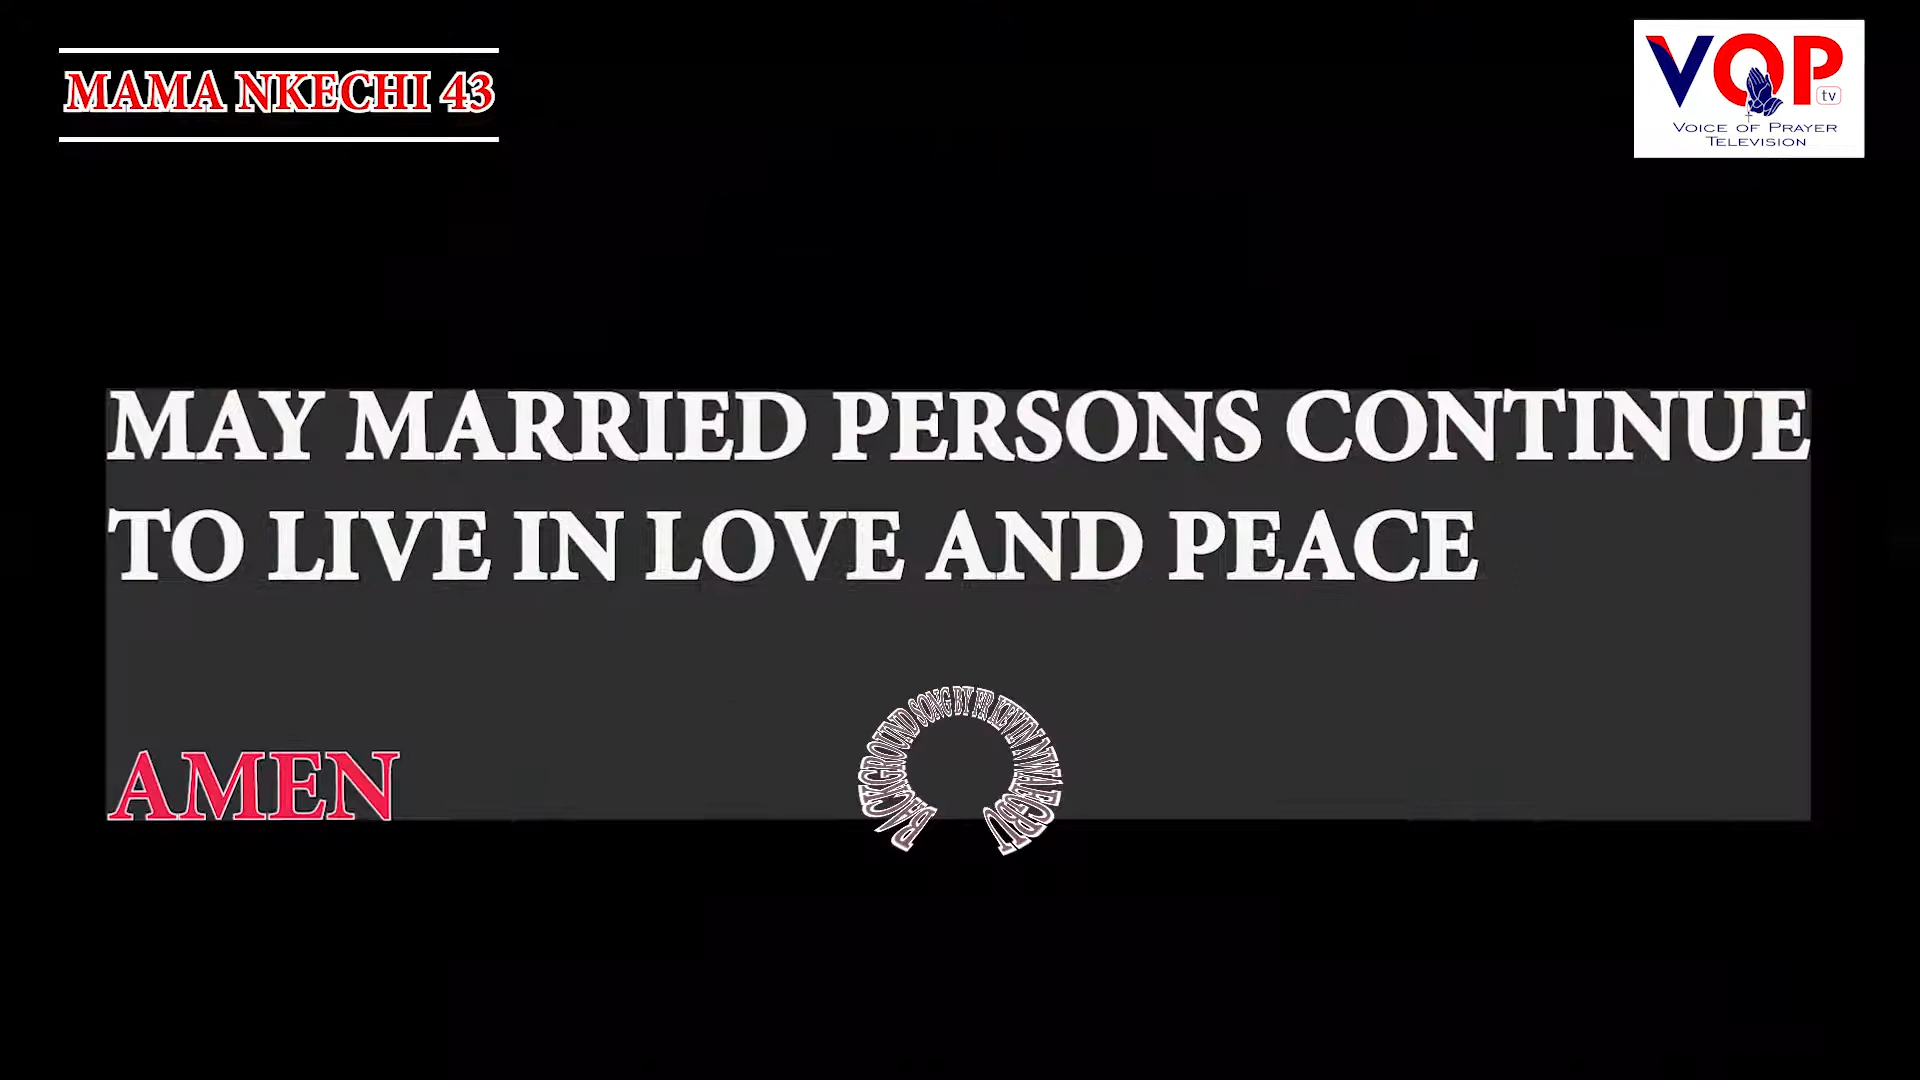 MAMA NKECHI 43
VOP
tv
VOICE OF PRAYER
TELEVISION
MAY MARRIED PERSONS CONTINUE
TO LIVE IN LOVE AND PEACE
AMEN
BACKGROUND SONG BY FR KEVIN NWAEGBU